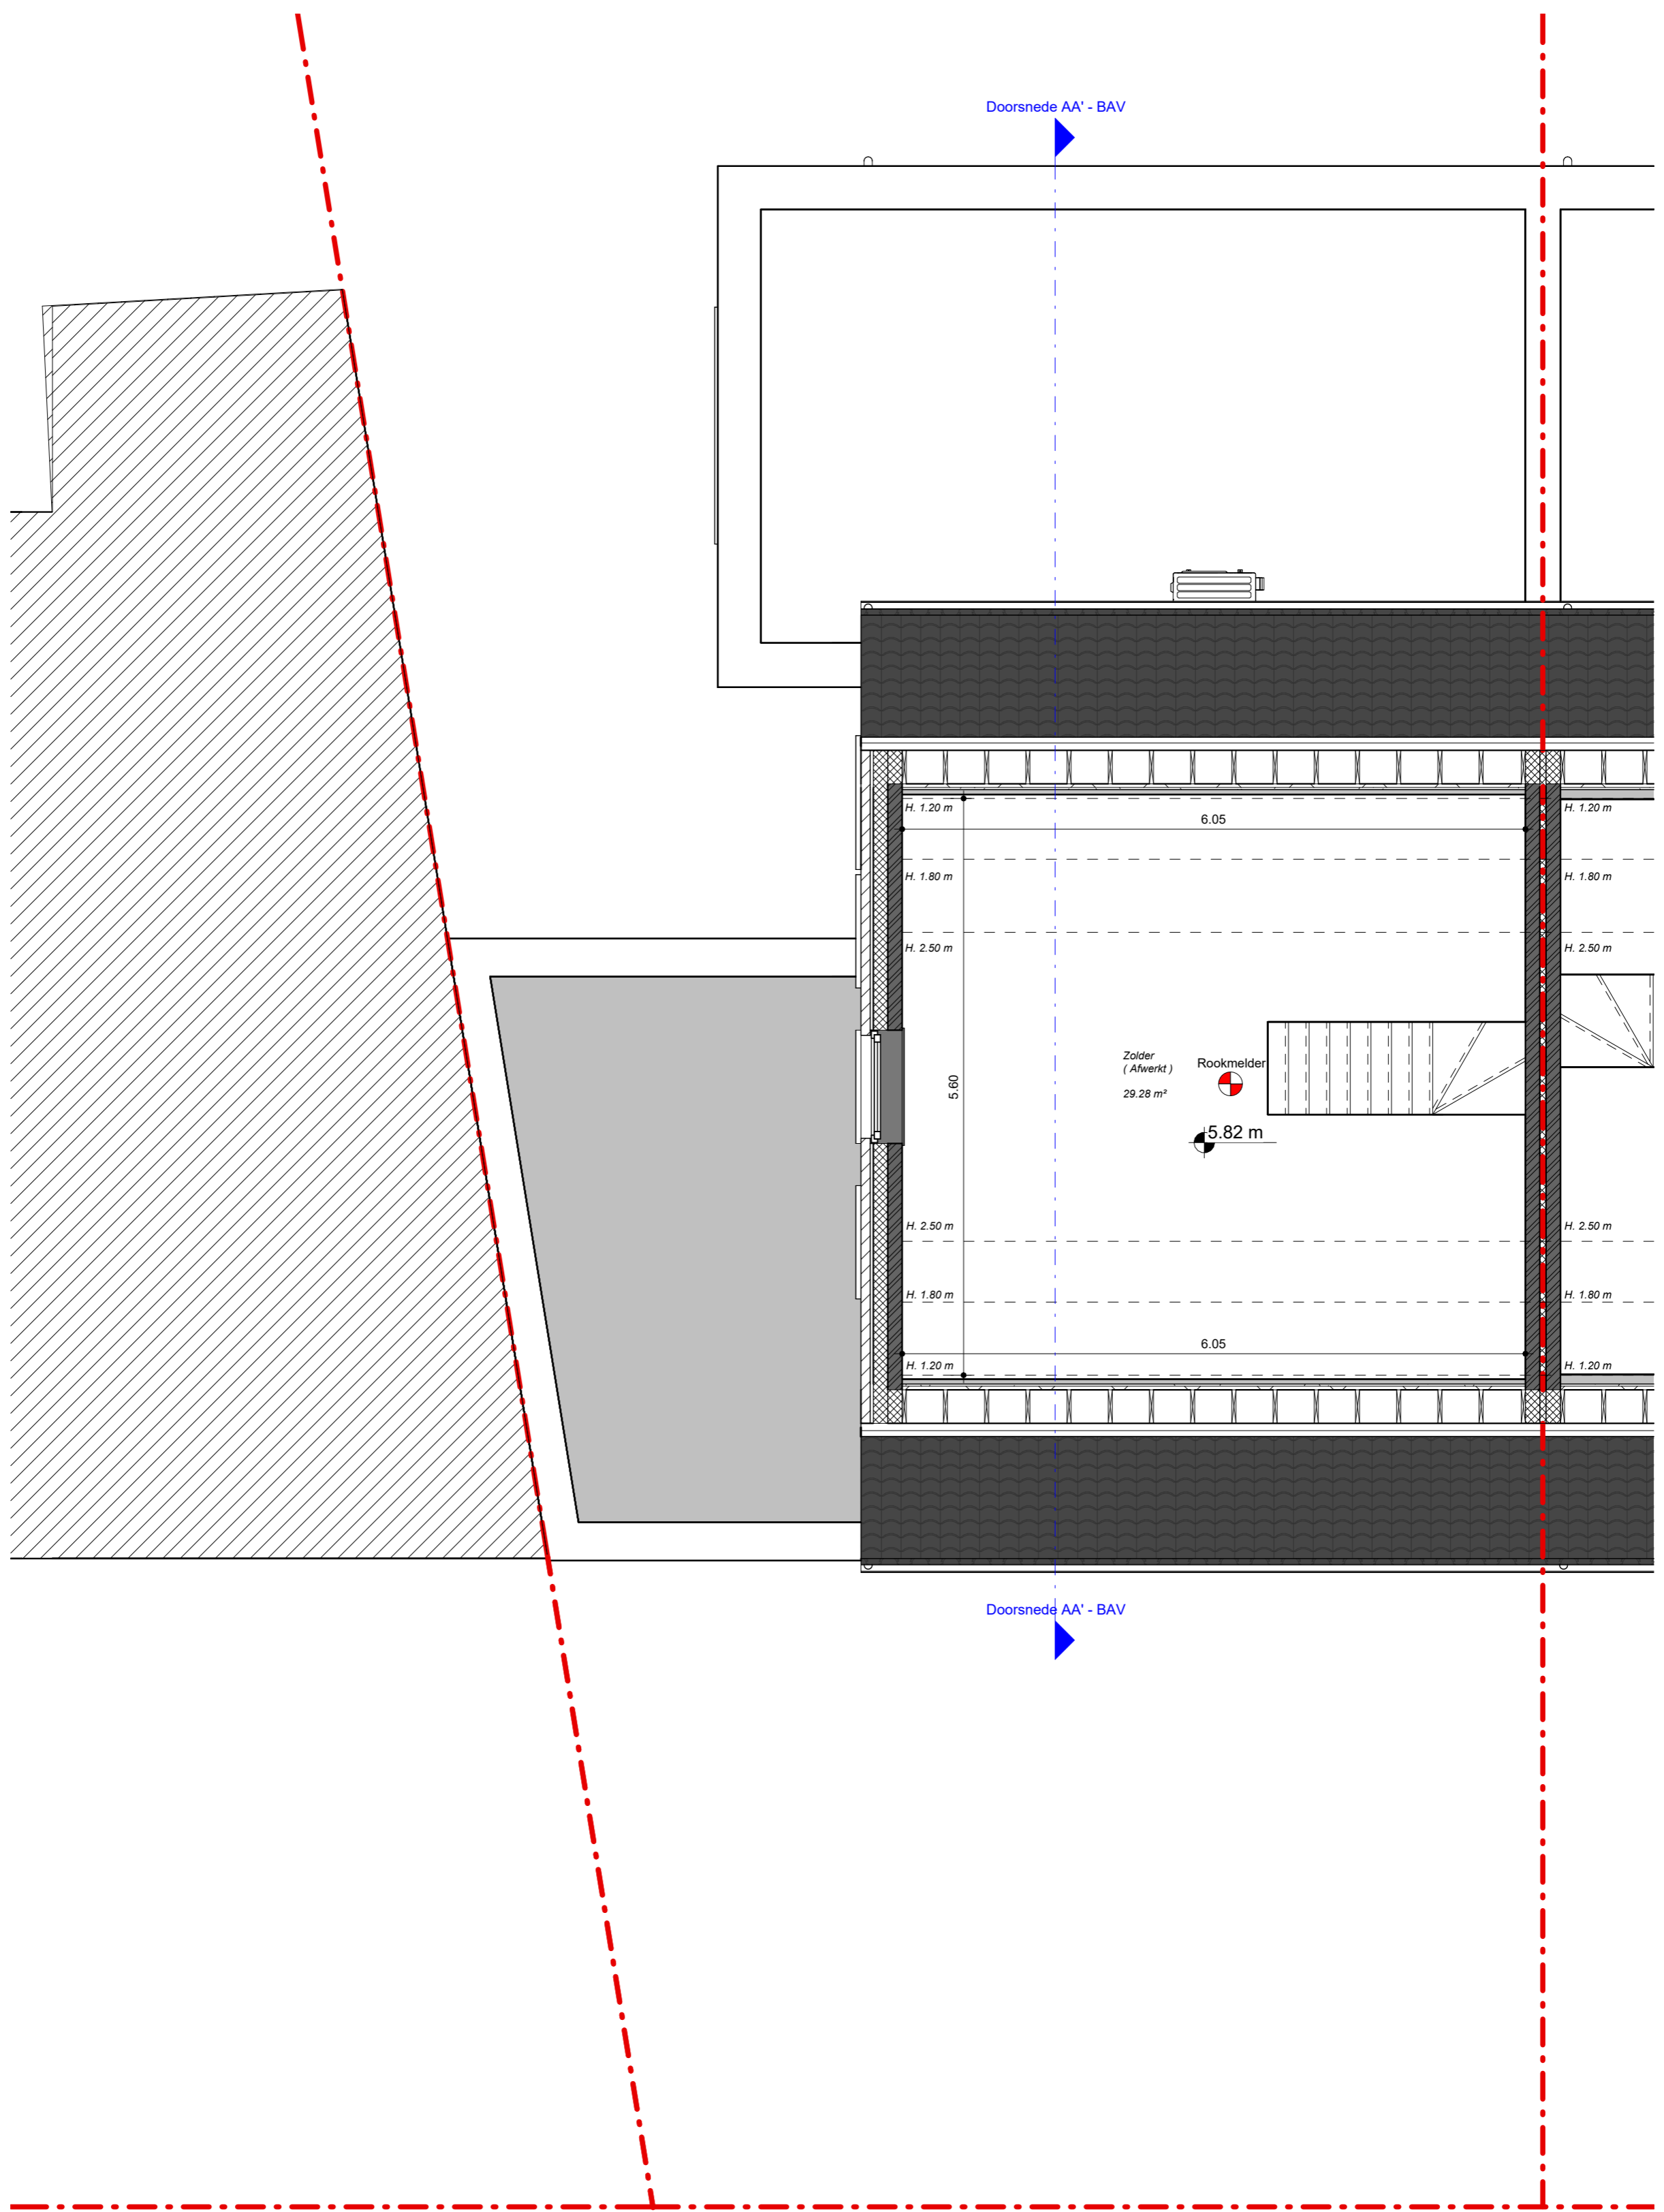 Doorsnede AA' - BAV
H. 1.20 m
H. 1.20 m
6.05
H. 1.80 m
H. 1.80 m
H. 2.50 m
H. 2.50 m
Zolder
( Afwerkt )
29.28 m²
Rookmelder
5.60
5.82 m
H. 2.50 m
H. 2.50 m
H. 1.80 m
H. 1.80 m
6.05
H. 1.20 m
H. 1.20 m
Doorsnede AA' - BAV